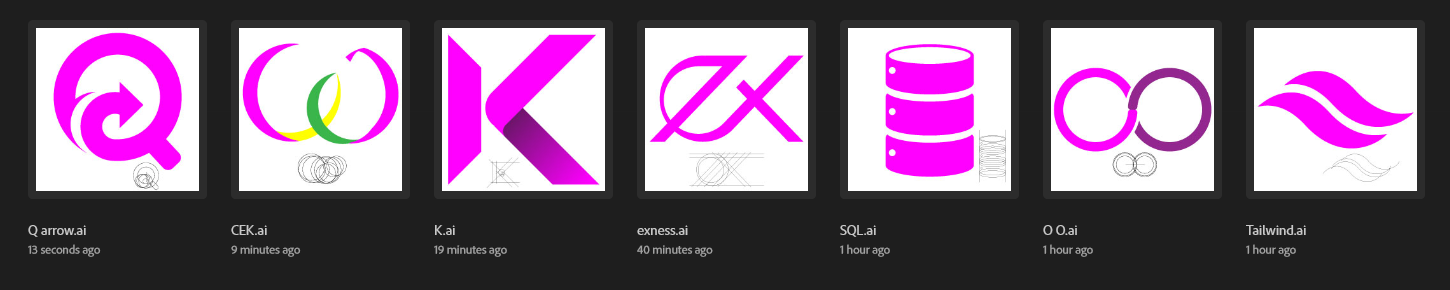 Q arrow.ai
13 seconds ago
CEK.ai
9 minutes ago
K.ai
19 minutes ago
exness.ai
40 minutes ago
SQL.ai
1 hour ago
O O.ai
1 hour ago
Tailwind.ai
1 hour ago